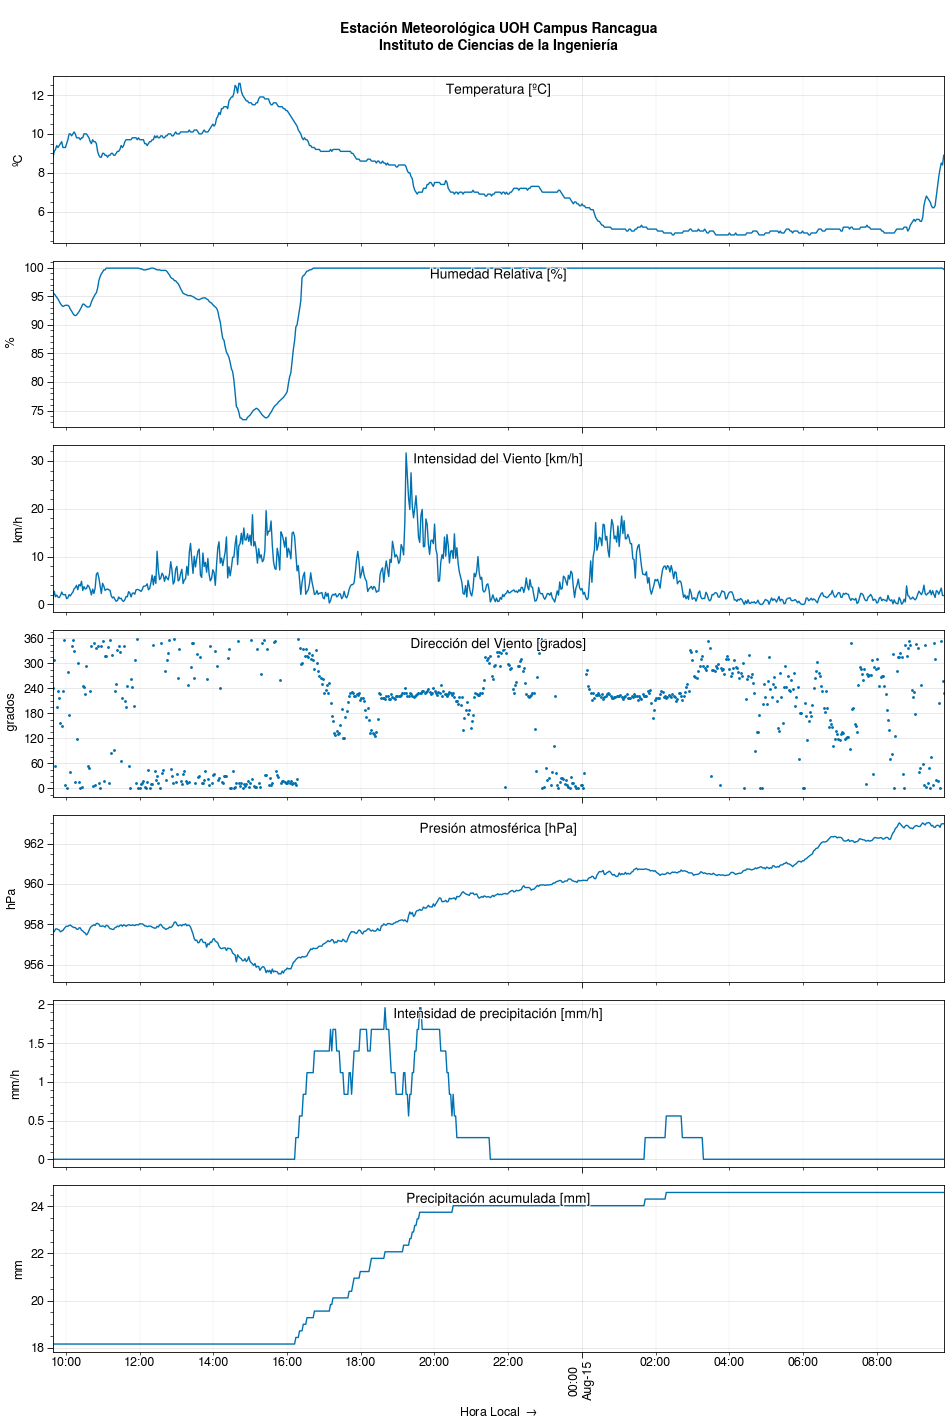 Estación Meteorológica UOH Campus Rancagua
Instituto de Ciencias de la Ingeniería
Temperatura [ºC]
ºC
12
10
8
6
Humedad Relativa [%]
%
100
95
90
85
80
75
Intensidad del Viento [km/h]
km/h
30
20
10
0
Dirección del Viento [grados]
grados
360
300
240
180
120
60
0
Presión atmosférica [hPa]
hPa
962
960
958
956
Intensidad de precipitación [mm/h]
mm/h
2
1.5
1
0.5
0
Precipitación acumulada [mm]
mm
24
22
20
18
10:00 12:00 14:00 16:00 18:00 20:00 22:00 00:00 02:00 04:00 06:00 08:00
Aug-15
Hora Local →